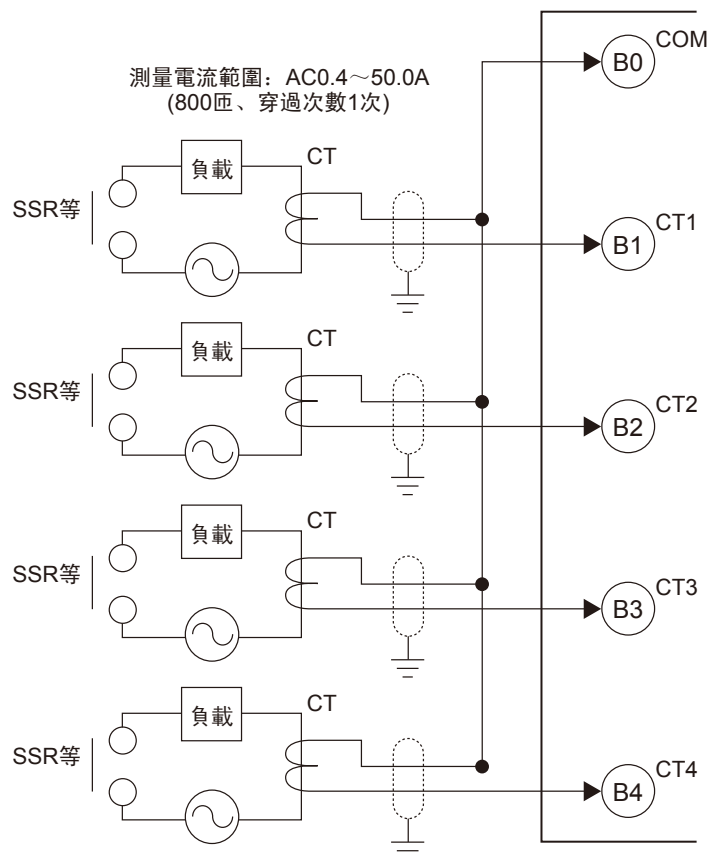 COM
B0
測量電流範圍：AC0.4～50.0A
(800匝、穿過次數1次)
負載
CT
SSR等
CT1
B1
負載
CT
SSR等
CT2
B2
負載
CT
SSR等
CT3
B3
負載
CT
SSR等
CT4
B4